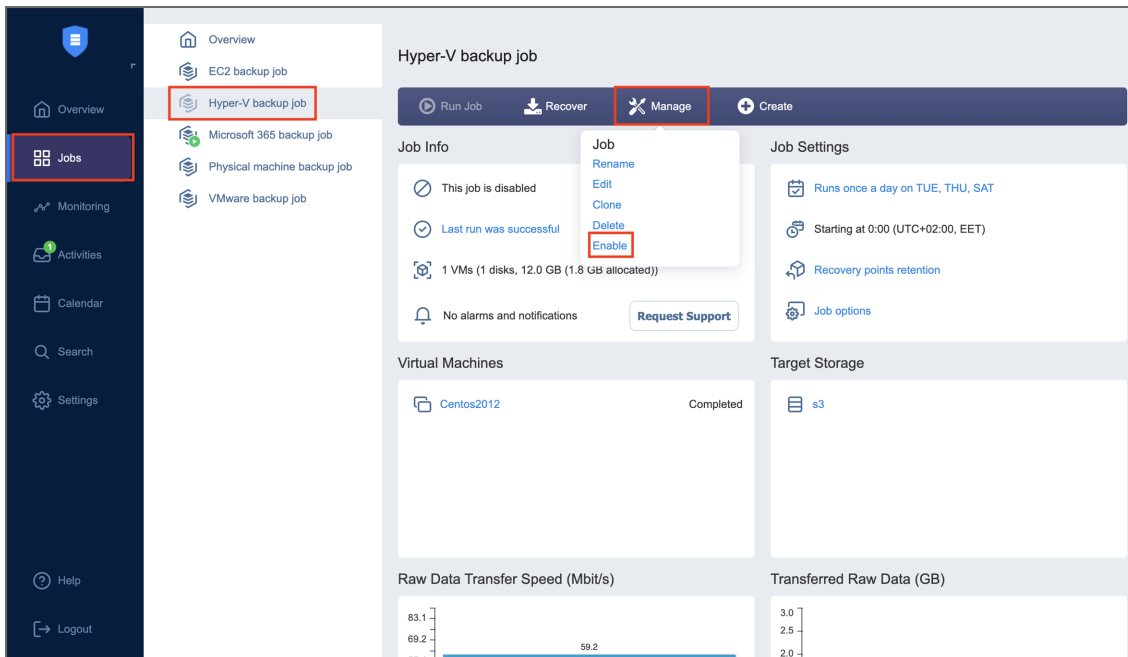 Overview
Jobs
Monitoring
1
Activities
Calendar
Search
Settings
Help
Logout
Overview
EC2 backup job
Hyper-V backup job
Microsoft 365 backup job
Physical machine backup job
VMware backup job
Hyper-V backup job
Run Job
Recover
Manage
Create
Job Info
This job is disabled
Last run was successful
1 VMs (1 disks, 12.0 GB (1.8 GB allocated))
No alarms and notifications
Request Support
Job
Rename
Edit
Clone
Delete
Enable
Job Settings
Runs once a day on TUE, THU, SAT
Starting at 0:00 (UTC+02:00, EET)
Recovery points retention
Job options
Virtual Machines
Centos2012
Completed
Target Storage
s3
Raw Data Transfer Speed (Mbit/s)
83.1
69.2
59.2
Transferred Raw Data (GB)
3.0
2.5
2.0